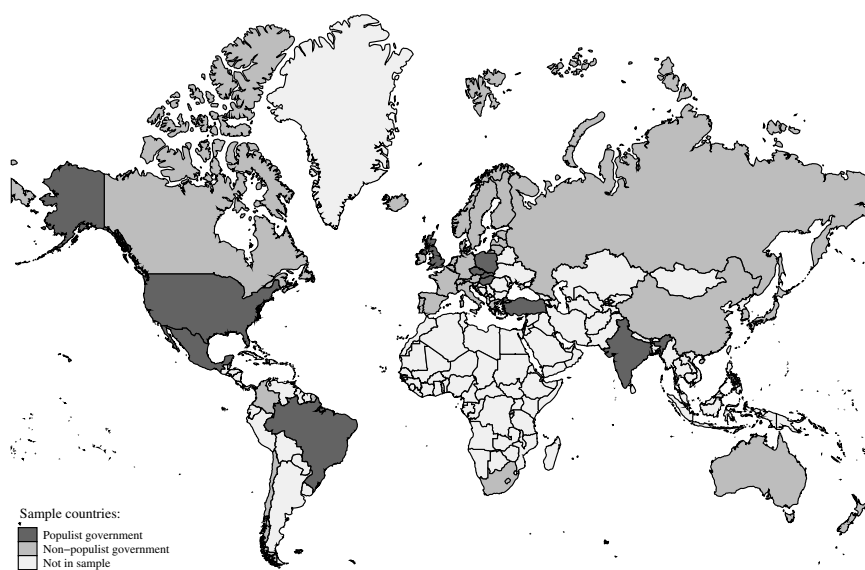 Sample countries:
Populist government
Non−populist government
Not in sample